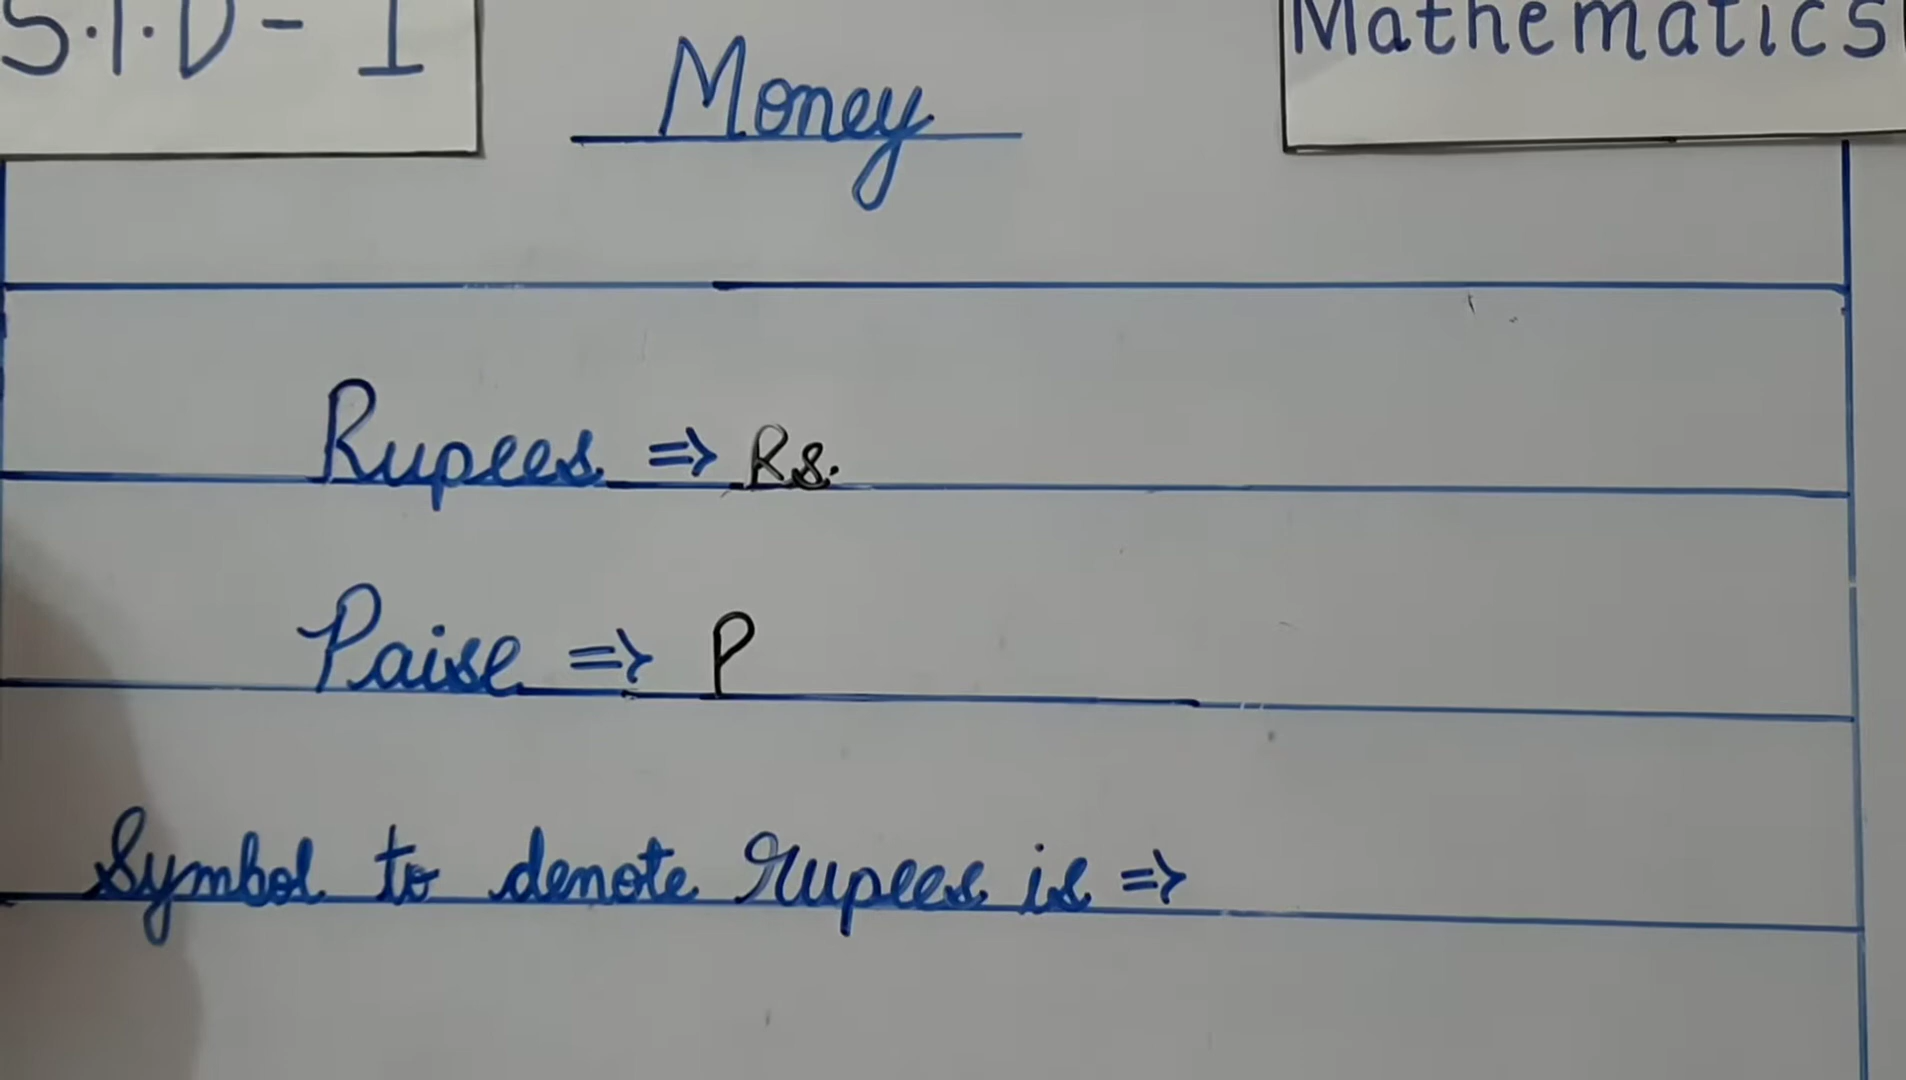 S.T.D - I
Mathematics
Money
Rupees ⇒ Rs.
Paise ⇒ P
Symbol to denote rupees is ⇒